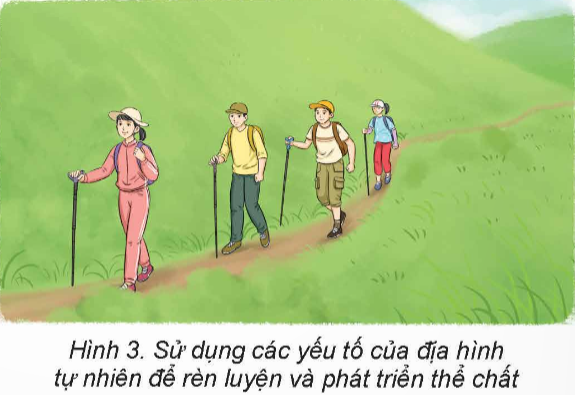 Hình 3. Sử dụng các yếu tố của địa hình
tự nhiên để rèn luyện và phát triển thể chất